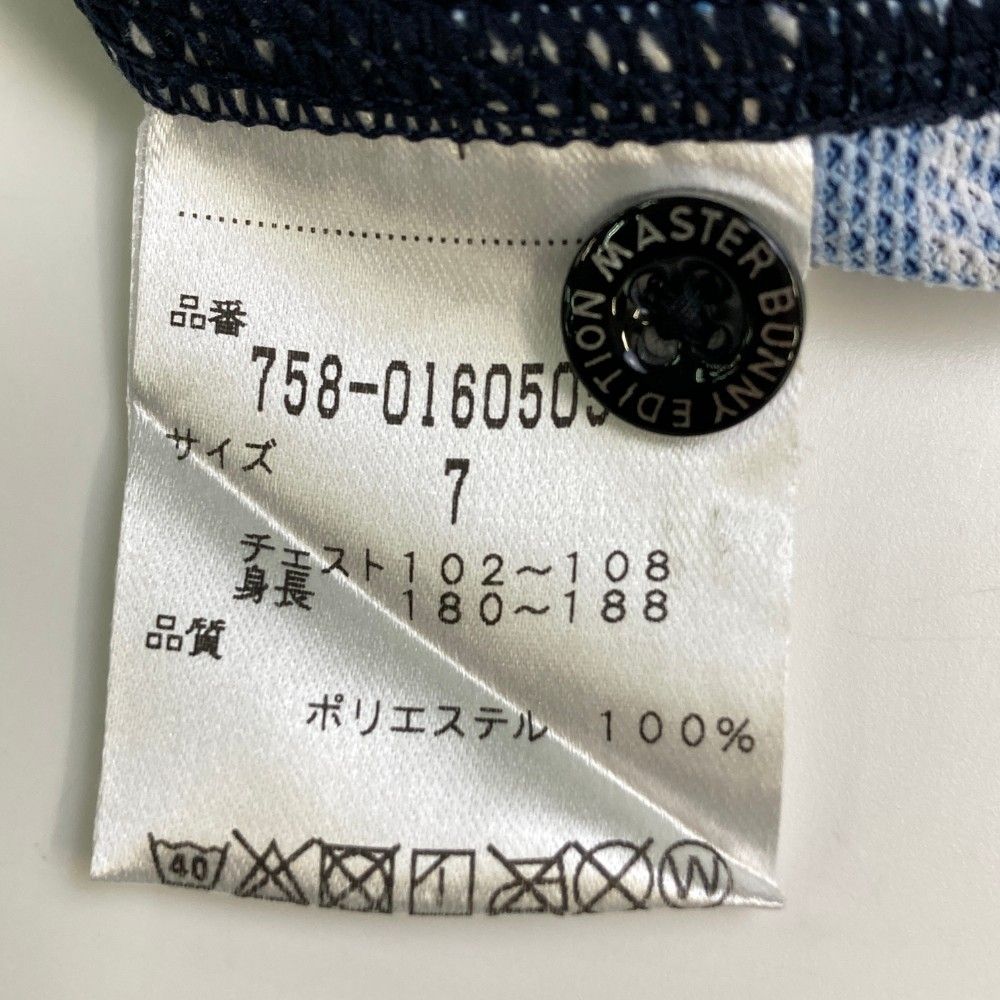 MASTER BUNNY EDITION
品番
758-0160505
サイズ
7
チェスト102～108
身長 180～188
品質
ポリエステル 100%
40
W